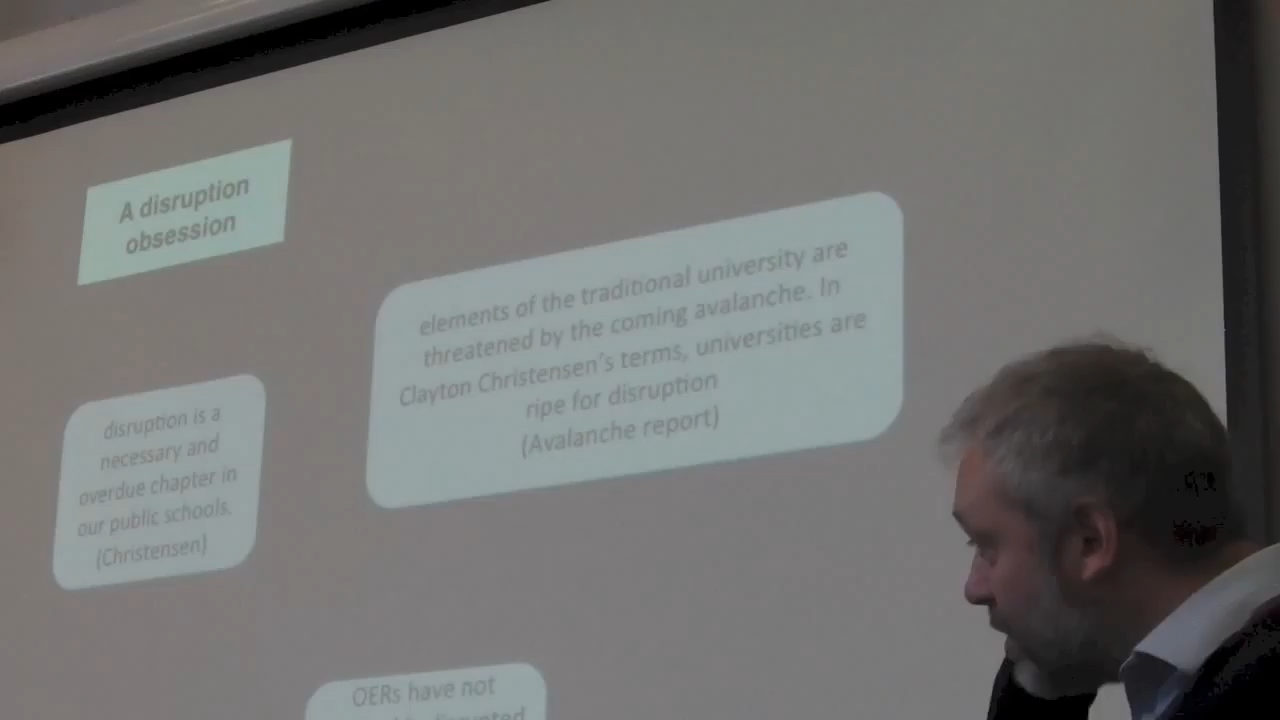 A disruption
obsession
elements of the traditional university are
threatened by the coming avalanche. In
Clayton Christensen's terms, universities are
ripe for disruption
(Avalanche report)
disruption is a
necessary and
overdue chapter in
our public schools.
(Christensen)
OERs have not
disrupted